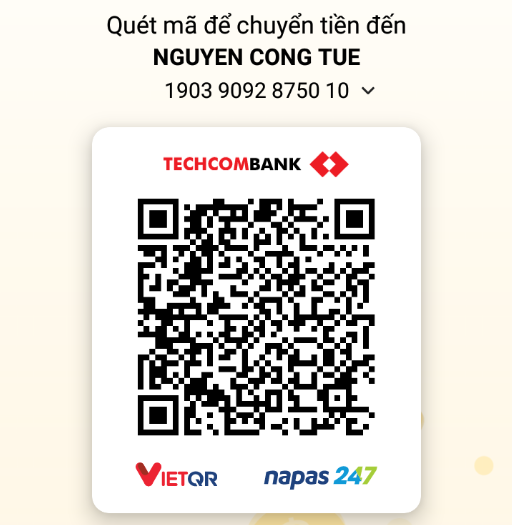 Quét mã để chuyển tiền đến
NGUYEN CONG TUE
1903 9092 8750 10
TECHCOMBANK
VIETQR
napas 247